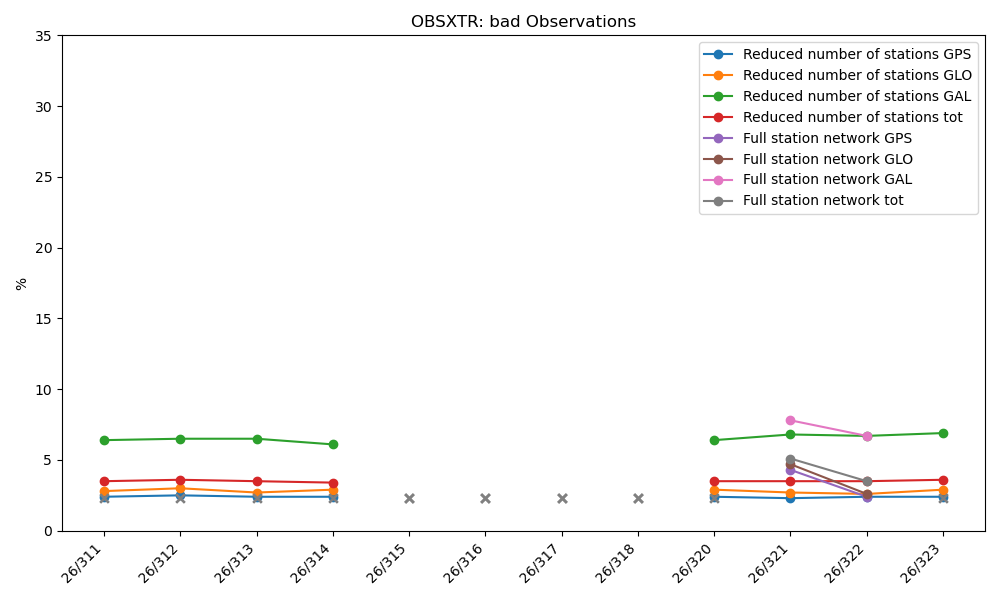 OBSXTR: bad Observations
35
30
25
20
15
10
5
0
%
Reduced number of stations GPS
Reduced number of stations GLO
Reduced number of stations GAL
Reduced number of stations tot
Full station network GPS
Full station network GLO
Full station network GAL
Full station network tot
26/311
26/312
26/313
26/314
26/315
26/316
26/317
26/318
26/320
26/321
26/322
26/323